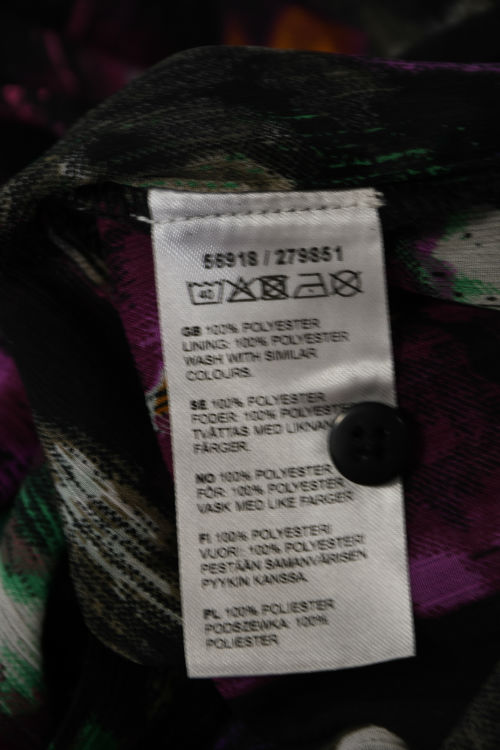 56918 / 279851
40
GB 100% POLYESTER
LINING: 100% POLYESTER
WASH WITH SIMILAR
COLOURS.
SE 100% POLYESTER
FODER: 100% POLYESTER
TVÄTTAS MED LIKNAN
FÄRGER.
NO 100% POLYESTER
FÔR: 100% POLYESTER
VASK MED LIKE FARGER
FI 100% POLYESTERI
VUORI: 100% POLYESTERI
PESTÄÄN SAMANVÄRISEN
PYYKIN KANSSA.
PL 100% POLIESTER
PODSZEWKA: 100%
POLIESTER